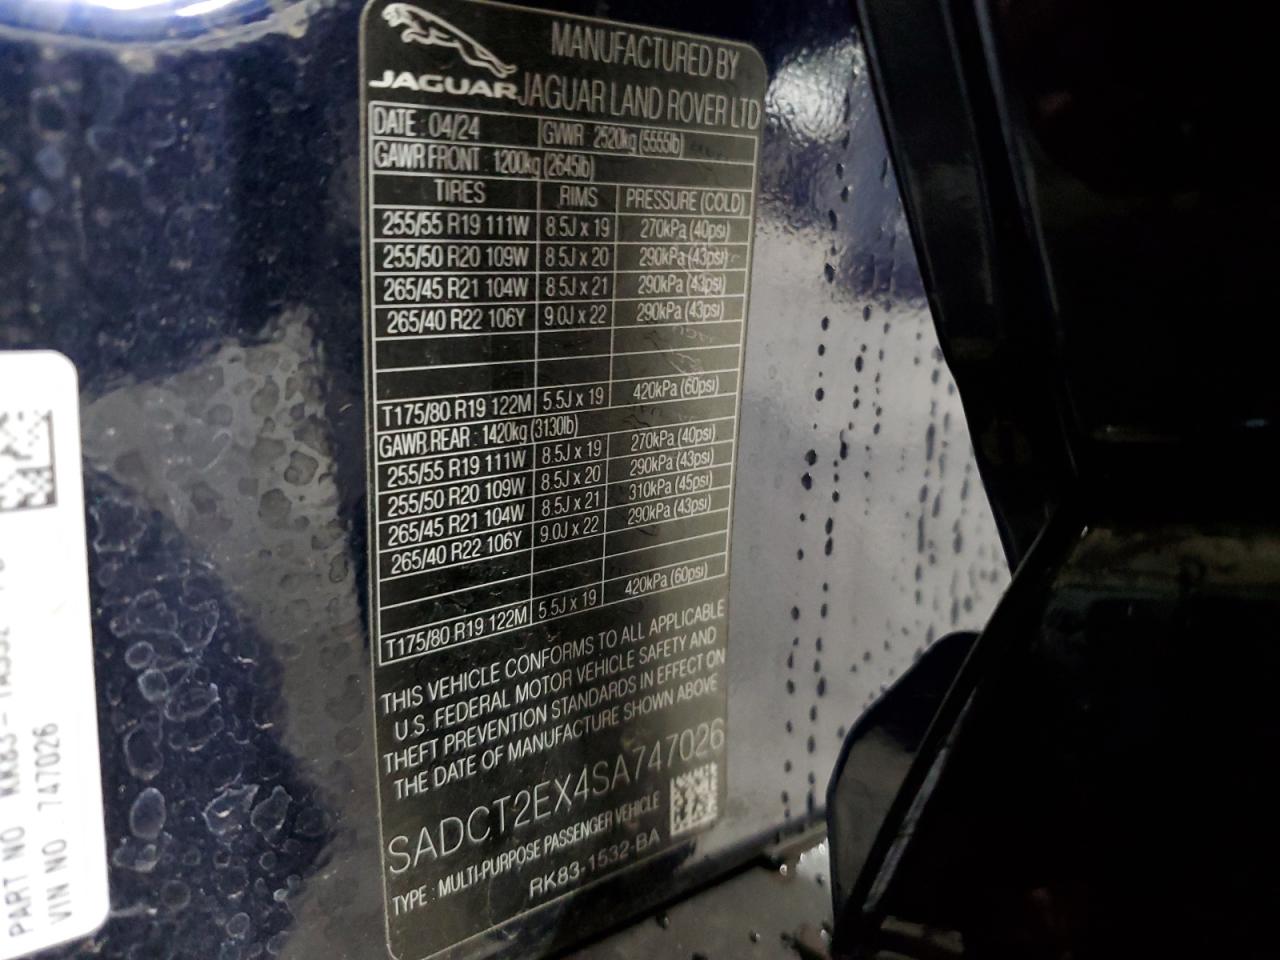 JAGUAR
MANUFACTURED BY
JAGUAR LAND ROVER LTD
DATE : 04/24 GVWR : 2520kg (5555lb)
GAWR FRONT : 1200kg (2645lb)
TIRES RIMS PRESSURE (COLD)
255/55 R19 111W 8.5J x 19 270kPa (40psi)
255/50 R20 109W 8.5J x 20 290kPa (43psi)
265/45 R21 104W 8.5J x 21 290kPa (43psi)
265/40 R22 106Y 9.0J x 22 290kPa (43psi)
T175/80 R19 122M 5.5J x 19 420kPa (60psi)
GAWR REAR : 1420kg (3130lb)
255/55 R19 111W 8.5J x 19 270kPa (40psi)
255/50 R20 109W 8.5J x 20 290kPa (43psi)
265/45 R21 104W 8.5J x 21 310kPa (45psi)
265/40 R22 106Y 9.0J x 22 290kPa (43psi)
T175/80 R19 122M 5.5J x 19 420kPa (60psi)
THIS VEHICLE CONFORMS TO ALL APPLICABLE
U.S. FEDERAL MOTOR VEHICLE SAFETY AND
THEFT PREVENTION STANDARDS IN EFFECT ON
THE DATE OF MANUFACTURE SHOWN ABOVE
SADCT2EX4SA747026
TYPE : MULTI-PURPOSE PASSENGER VEHICLE
RK83-1532-BA
PART NO
VIN NO : 747026